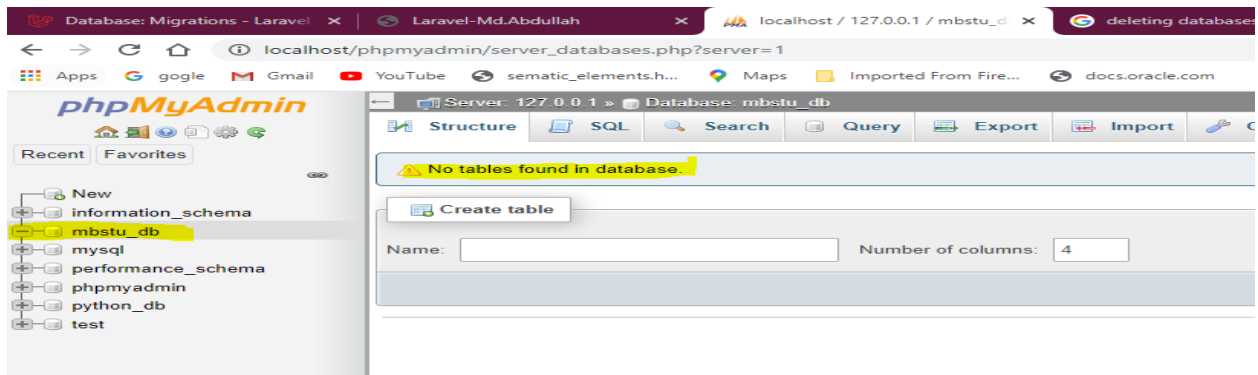 Database: Migrations - Laravel
Laravel-Md.Abdullah
localhost / 127.0.0.1 / mbstu_d
deleting databases
localhost/phpmyadmin/server_databases.php?server=1
Apps
gogle
Gmail
YouTube
sematic_elements.h...
Maps
Imported From Fire...
docs.oracle.com
phpMyAdmin
Recent
Favorites
New
information_schema
mbstu_db
mysql
performance_schema
phpmyadmin
python_db
test
Server: 127.0.0.1 » Database: mbstu_db
Structure
SQL
Search
Query
Export
Import
No tables found in database.
Create table
Name:
Number of columns: 4